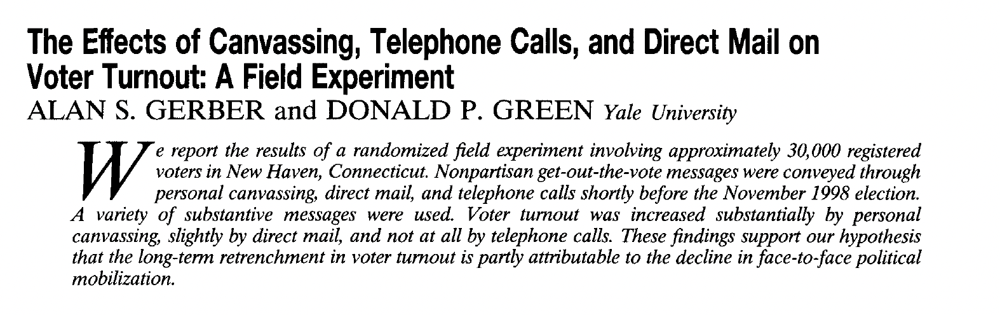 The Effects of Canvassing, Telephone Calls, and Direct Mail on
Voter Turnout: A Field Experiment
ALAN S. GERBER and DONALD P. GREEN Yale University
We report the results of a randomized field experiment involving approximately 30,000 registered
voters in New Haven, Connecticut. Nonpartisan get-out-the-vote messages were conveyed through
personal canvassing, direct mail, and telephone calls shortly before the November 1998 election.
A variety of substantive messages were used. Voter turnout was increased substantially by personal
canvassing, slightly by direct mail, and not at all by telephone calls. These findings support our hypothesis
that the long-term retrenchment in voter turnout is partly attributable to the decline in face-to-face political
mobilization.